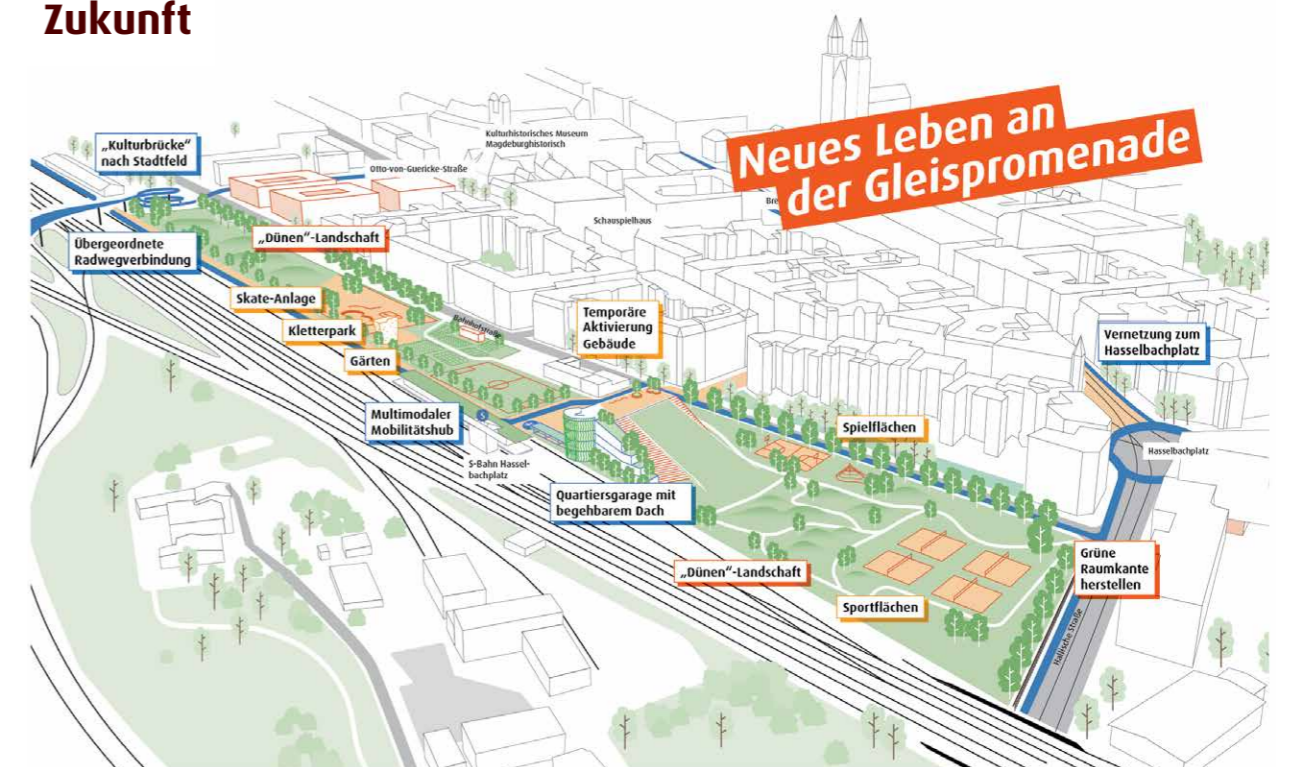 Zukunft
Neues Leben an
der Gleispromenade
„Kulturbrücke“
nach Stadtfeld
Kulturhistorisches Museum
Magdeburghistorisch
Otto-von-Guericke-Straße
Bre
Schauspielhaus
Übergeordnete
Radwegverbindung
„Dünen“-Landschaft
Skate-Anlage
Kletterpark
Gärten
Bahnhofstraße
Temporäre
Aktivierung
Gebäude
Vernetzung zum
Hasselbachplatz
Multimodaler
Mobilitätshub
S
S-Bahn Hassel-
bachplatz
Spielflächen
Hasselbachplatz
Quartiersgarage mit
begehbarem Dach
„Dünen“-Landschaft
Grüne
Raumkante
herstellen
Sportflächen
Hallische Straße